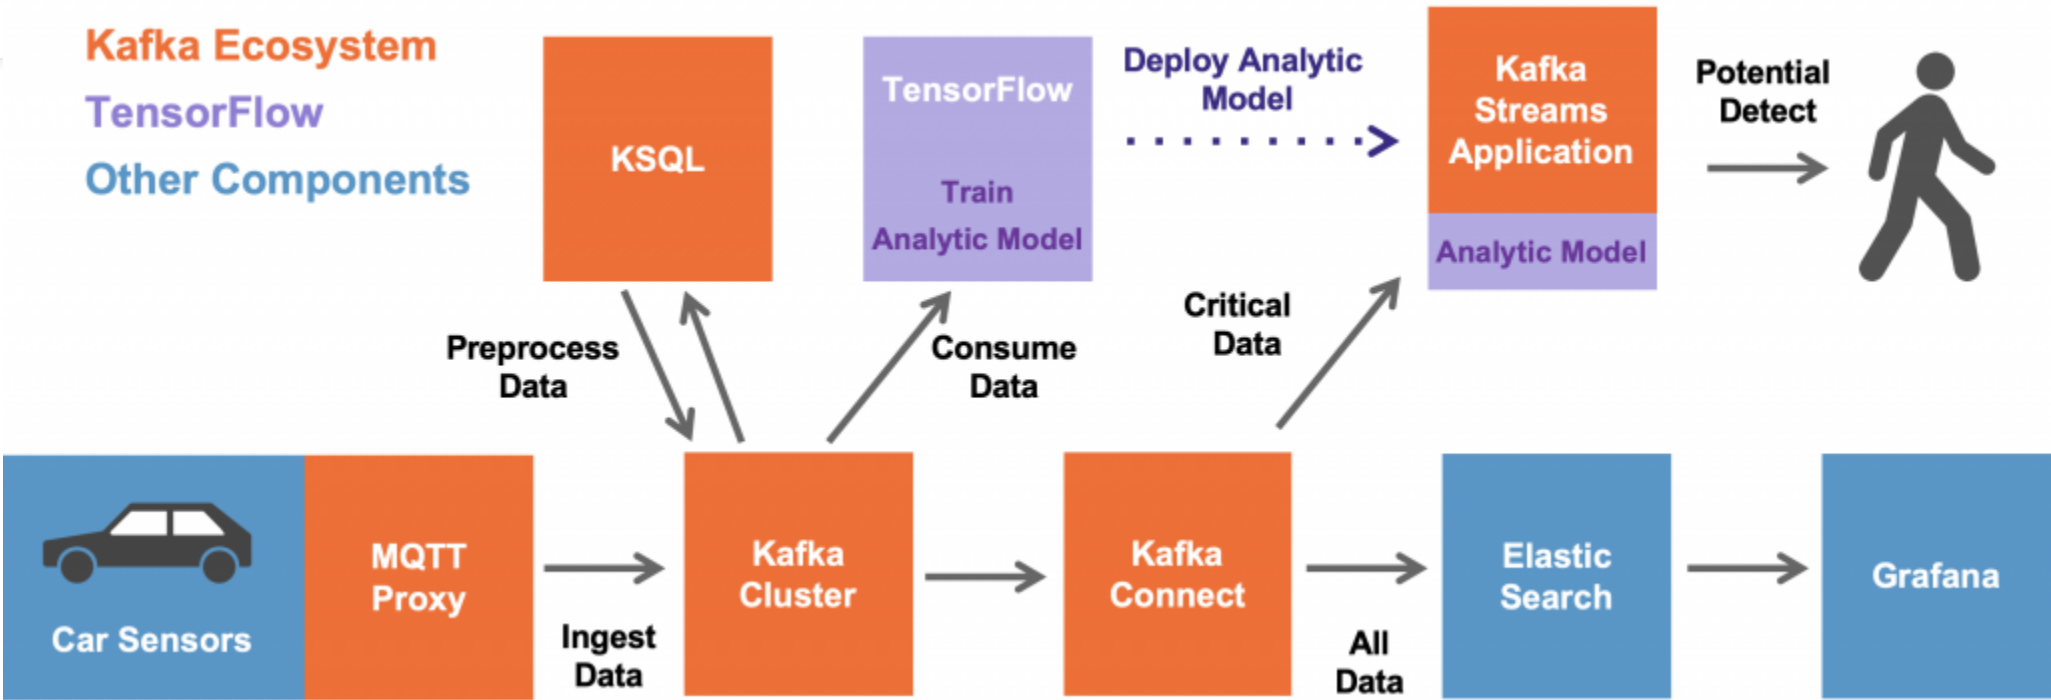 Kafka Ecosystem
TensorFlow
Other Components
KSQL
TensorFlow
Train
Analytic Model
Deploy Analytic
Model
Kafka
Streams
Application
Analytic Model
Potential
Detect
Preprocess
Data
Consume
Data
Critical
Data
Car Sensors
MQTT
Proxy
Ingest
Data
Kafka
Cluster
Kafka
Connect
All
Data
Elastic
Search
Grafana